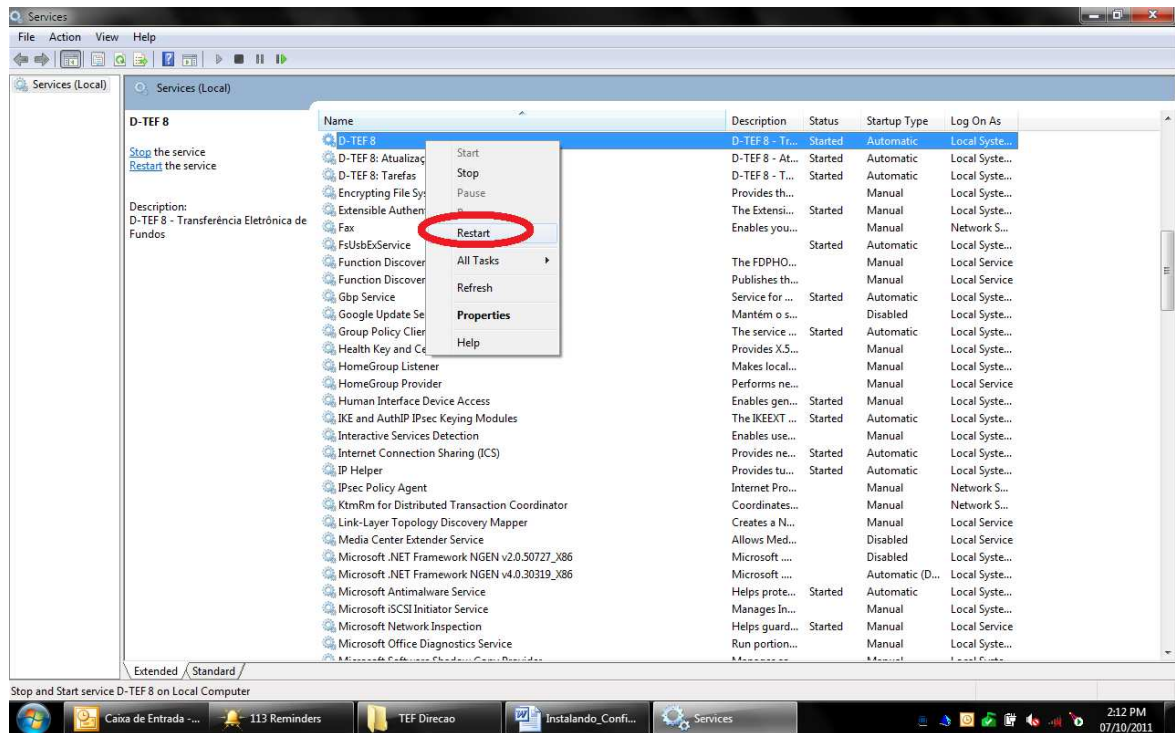 Services
File Action View Help
Services (Local)
Services (Local)
D-TEF 8
Stop the service
Restart the service
Description:
D-TEF 8 - Transferência Eletrônica de
Fundos
Name Description Status Startup Type Log On As
D-TEF 8 D-TEF 8 - Tr... Started Automatic Local Syste...
D-TEF 8: Atualizaç D-TEF 8 - At... Started Automatic Local Syste...
D-TEF 8: Tarefas D-TEF 8 - T... Started Automatic Local Syste...
Encrypting File Sy Provides th... Manual Local Syste...
Extensible Authen The Extensi... Started Manual Local Syste...
Fax Enables you... Manual Network S...
FsUsbExService Started Automatic Local Syste...
Function Discover The FDPHO... Manual Local Service
Function Discover Publishes th... Manual Local Service
Gbp Service Service for ... Started Automatic Local Syste...
Google Update Se Mantém o s... Disabled Local Syste...
Group Policy Clier The service ... Started Automatic Local Syste...
Health Key and Ce Provides X.5... Manual Local Syste...
HomeGroup Listener Makes local... Manual Local Syste...
HomeGroup Provider Performs ne... Manual Local Service
Human Interface Device Access Enables gen... Started Manual Local Syste...
IKE and AuthIP IPsec Keying Modules The IKEEXT ... Started Automatic Local Syste...
Interactive Services Detection Enables use... Manual Local Syste...
Internet Connection Sharing (ICS) Provides ne... Started Automatic Local Syste...
IP Helper Provides tu... Started Automatic Local Syste...
IPsec Policy Agent Internet Pro... Manual Network S...
KtmRm for Distributed Transaction Coordinator Coordinates... Manual Network S...
Link-Layer Topology Discovery Mapper Creates a N... Manual Local Service
Media Center Extender Service Allows Med... Disabled Local Service
Microsoft .NET Framework NGEN v2.0.50727_X86 Microsoft .... Disabled Local Syste...
Microsoft .NET Framework NGEN v4.0.30319_X86 Microsoft .... Automatic (D... Local Syste...
Microsoft Antimalware Service Helps prote... Started Automatic Local Syste...
Microsoft iSCSI Initiator Service Manages In... Manual Local Syste...
Microsoft Network Inspection Helps guard... Started Manual Local Service
Microsoft Office Diagnostics Service Run portion... Manual Local Syste...
Start
Stop
Pause
Restart
All Tasks
Refresh
Properties
Help
Extended Standard
Stop and Start service D-TEF 8 on Local Computer
Caixa de Entrada -... 113 Reminders TEF Direcao Instalando_Confi... Services
2:12 PM
07/10/2011